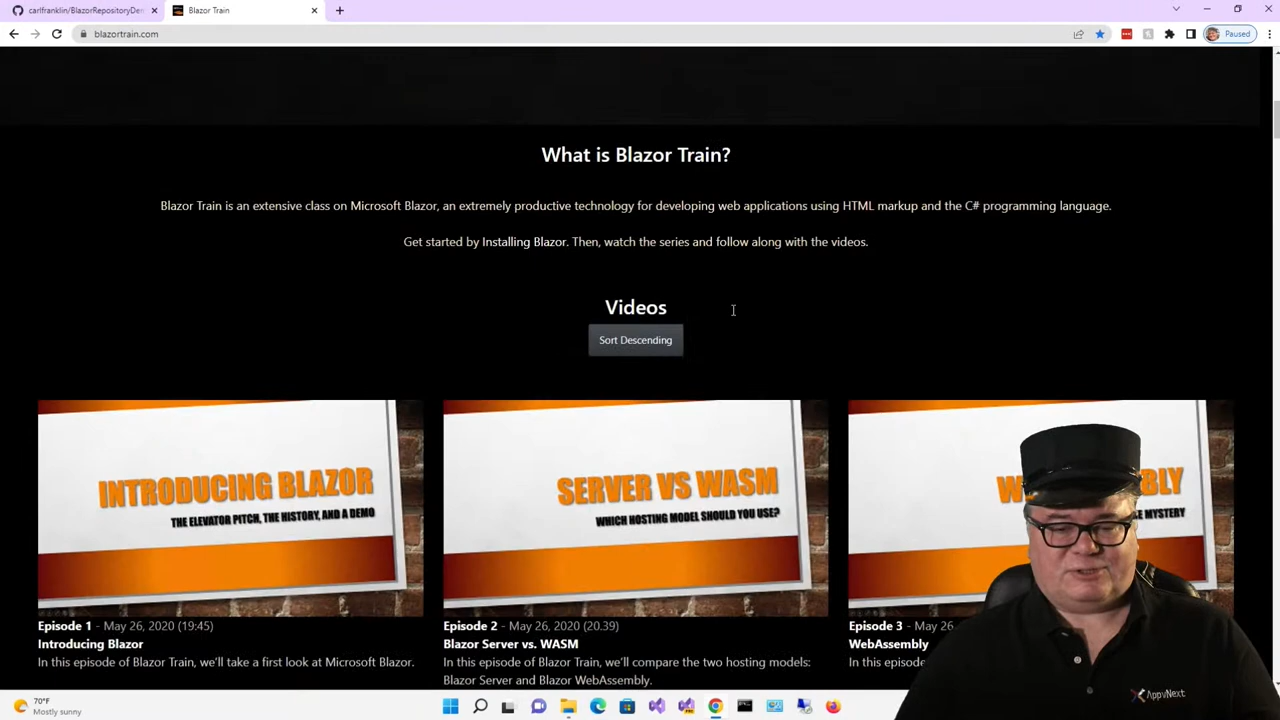 carlfranklin/BlazorRepositoryDem
Blazor Train
blazortrain.com
Paused
What is Blazor Train?
Blazor Train is an extensive class on Microsoft Blazor, an extremely productive technology for developing web applications using HTML markup and the C# programming language.
Get started by Installing Blazor. Then, watch the series and follow along with the videos.
Videos
Sort Descending
INTRODUCING BLAZOR
THE ELEVATOR PITCH, THE HISTORY, AND A DEMO
SERVER VS WASM
WHICH HOSTING MODEL SHOULD YOU USE?
MYSTERY
Episode 1 - May 26, 2020 (19:45)
Introducing Blazor
In this episode of Blazor Train, we'll take a first look at Microsoft Blazor.
Episode 2 - May 26, 2020 (20.39)
Blazor Server vs. WASM
In this episode of Blazor Train, we'll compare the two hosting models:
Blazor Server and Blazor WebAssembly.
Episode 3 - May 26
WebAssembly
In this episode
AppvNext
70°F
Mostly sunny